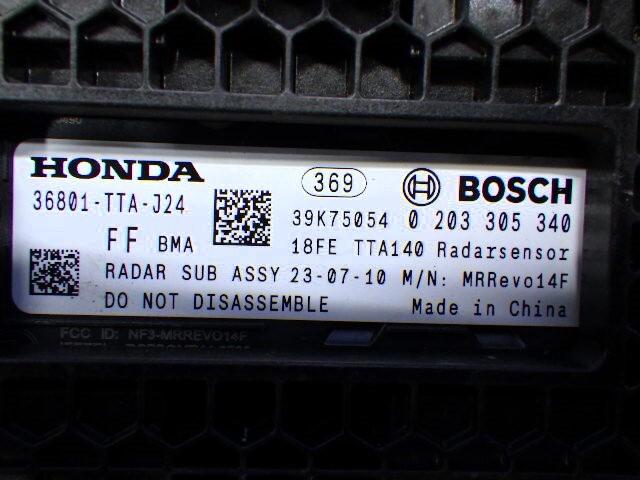 HONDA 369 BOSCH
36801-TTA-J24 39K75054 0 203 305 340
FF BMA 18FE TTA140 Radarsensor
RADAR SUB ASSY 23-07-10 M/N: MRRevo14F
DO NOT DISASSEMBLE Made in China
FCC ID: NF3-MRREVO14F